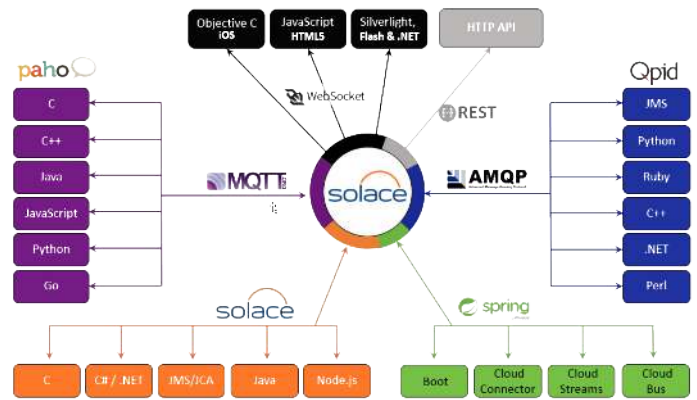 Objective C
iOS
JavaScript
HTML5
Silverlight,
Flash & .NET
HTTP API
WebSocket
REST
paho
C
C++
Java
JavaScript
Python
Go
MQTT
solace
AMQP
Qpid
JMS
Python
Ruby
C++
.NET
Perl
solace
C
C# / .NET
JMS/JCA
Java
Node.js
spring
Boot
Cloud
Connector
Cloud
Streams
Cloud
Bus